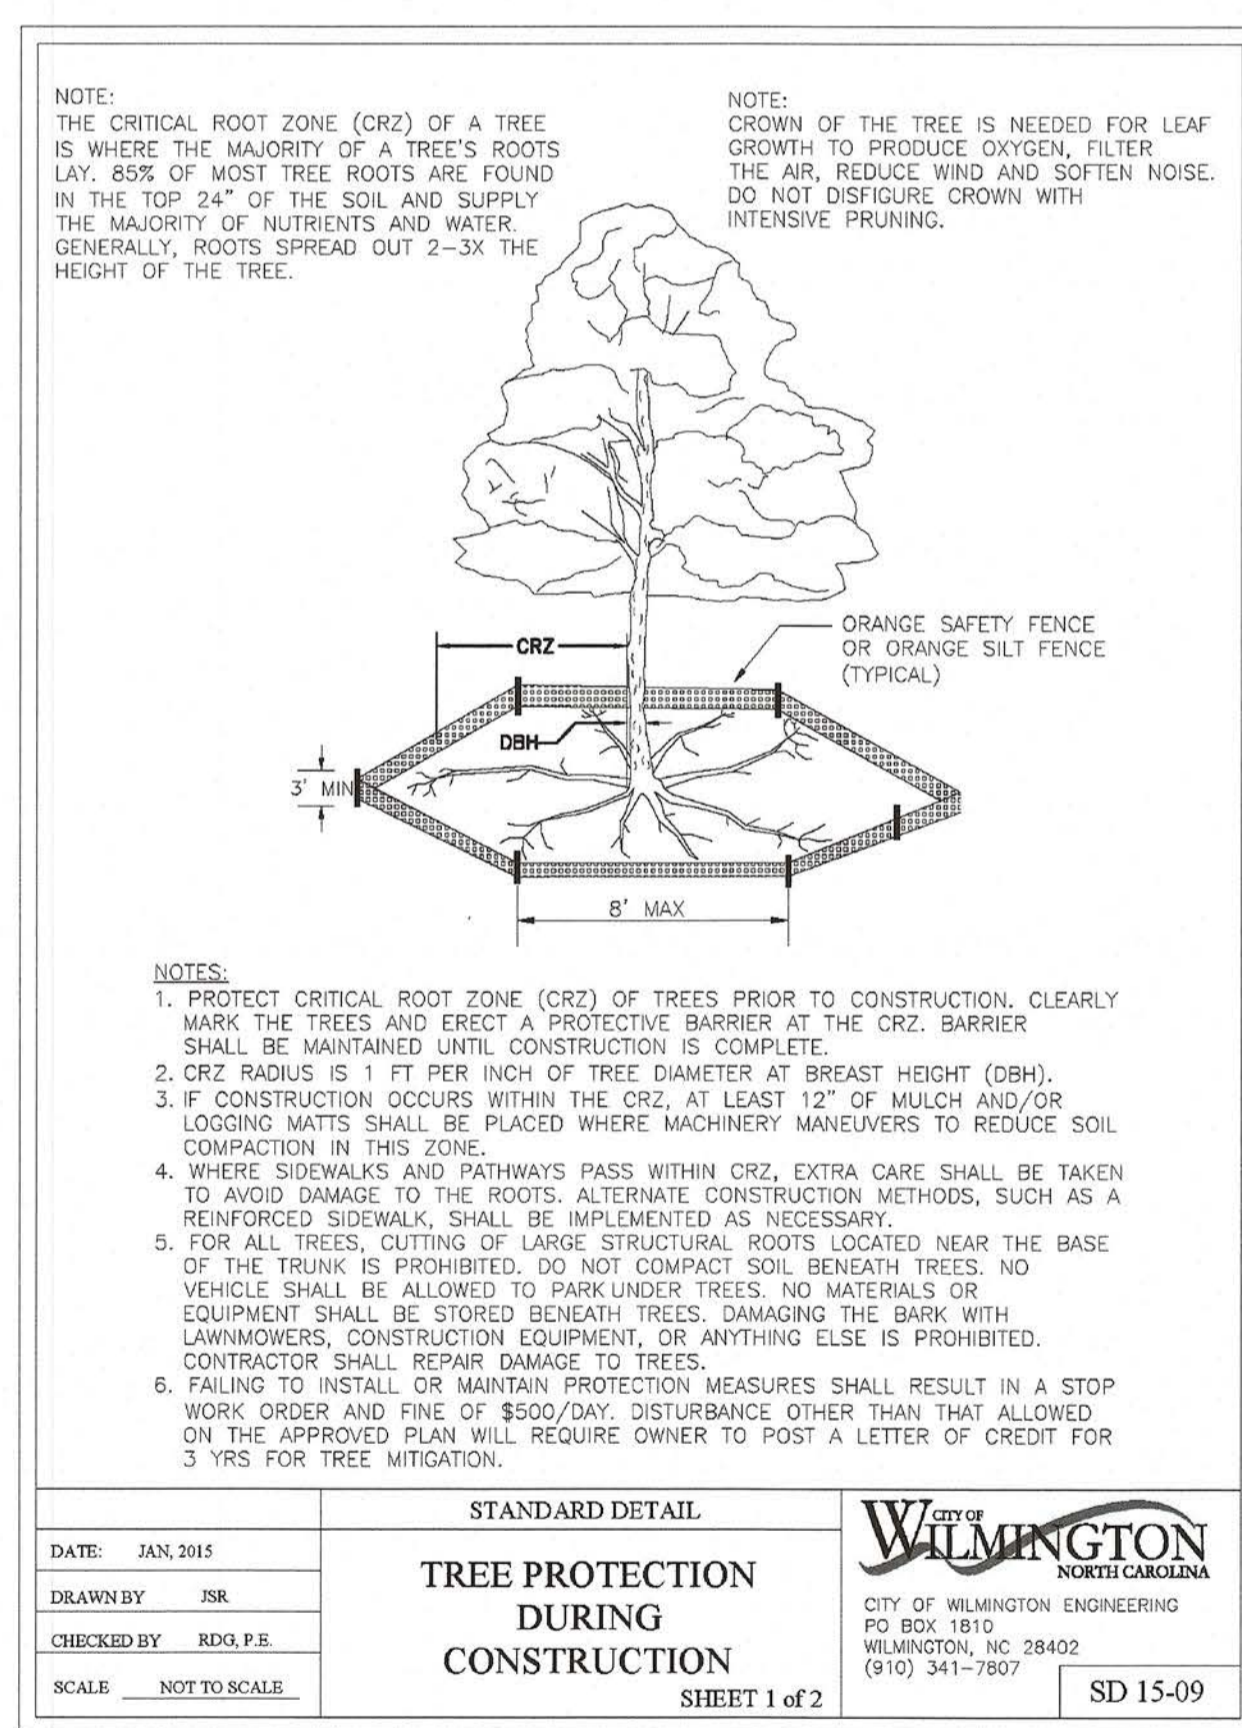 NOTE:
THE CRITICAL ROOT ZONE (CRZ) OF A TREE
IS WHERE THE MAJORITY OF A TREE'S ROOTS
LAY. 85% OF MOST TREE ROOTS ARE FOUND
IN THE TOP 24" OF THE SOIL AND SUPPLY
THE MAJORITY OF NUTRIENTS AND WATER.
GENERALLY, ROOTS SPREAD OUT 2-3X THE
HEIGHT OF THE TREE.
NOTE:
CROWN OF THE TREE IS NEEDED FOR LEAF
GROWTH TO PRODUCE OXYGEN, FILTER
THE AIR, REDUCE WIND AND SOFTEN NOISE.
DO NOT DISFIGURE CROWN WITH
INTENSIVE PRUNING.
ORANGE SAFETY FENCE
OR ORANGE SILT FENCE
(TYPICAL)
CRZ
DBH
3' MIN
8' MAX
NOTES:
1. PROTECT CRITICAL ROOT ZONE (CRZ) OF TREES PRIOR TO CONSTRUCTION. CLEARLY
MARK THE TREES AND ERECT A PROTECTIVE BARRIER AT THE CRZ. BARRIER
SHALL BE MAINTAINED UNTIL CONSTRUCTION IS COMPLETE.
2. CRZ RADIUS IS 1 FT PER INCH OF TREE DIAMETER AT BREAST HEIGHT (DBH).
3. IF CONSTRUCTION OCCURS WITHIN THE CRZ, AT LEAST 12" OF MULCH AND/OR
LOGGING MATTS SHALL BE PLACED WHERE MACHINERY MANEUVERS TO REDUCE SOIL
COMPACTION IN THIS ZONE.
4. WHERE SIDEWALKS AND PATHWAYS PASS WITHIN CRZ, EXTRA CARE SHALL BE TAKEN
TO AVOID DAMAGE TO THE ROOTS. ALTERNATE CONSTRUCTION METHODS, SUCH AS A
REINFORCED SIDEWALK, SHALL BE IMPLEMENTED AS NECESSARY.
5. FOR ALL TREES, CUTTING OF LARGE STRUCTURAL ROOTS LOCATED NEAR THE BASE
OF THE TRUNK IS PROHIBITED. DO NOT COMPACT SOIL BENEATH TREES. NO
VEHICLE SHALL BE ALLOWED TO PARK UNDER TREES. NO MATERIALS OR
EQUIPMENT SHALL BE STORED BENEATH TREES. DAMAGING THE BARK WITH
LAWNMOWERS, CONSTRUCTION EQUIPMENT, OR ANYTHING ELSE IS PROHIBITED.
CONTRACTOR SHALL REPAIR DAMAGE TO TREES.
6. FAILING TO INSTALL OR MAINTAIN PROTECTION MEASURES SHALL RESULT IN A STOP
WORK ORDER AND FINE OF $500/DAY. DISTURBANCE OTHER THAN THAT ALLOWED
ON THE APPROVED PLAN WILL REQUIRE OWNER TO POST A LETTER OF CREDIT FOR
3 YRS FOR TREE MITIGATION.
DATE: JAN, 2015
DRAWN BY JSR
CHECKED BY RDG, P.E.
SCALE NOT TO SCALE
STANDARD DETAIL
TREE PROTECTION
DURING
CONSTRUCTION
SHEET 1 of 2
CITY OF
WILMINGTON
NORTH CAROLINA
CITY OF WILMINGTON ENGINEERING
PO BOX 1810
WILMINGTON, NC 28402
(910) 341-7807
SD 15-09